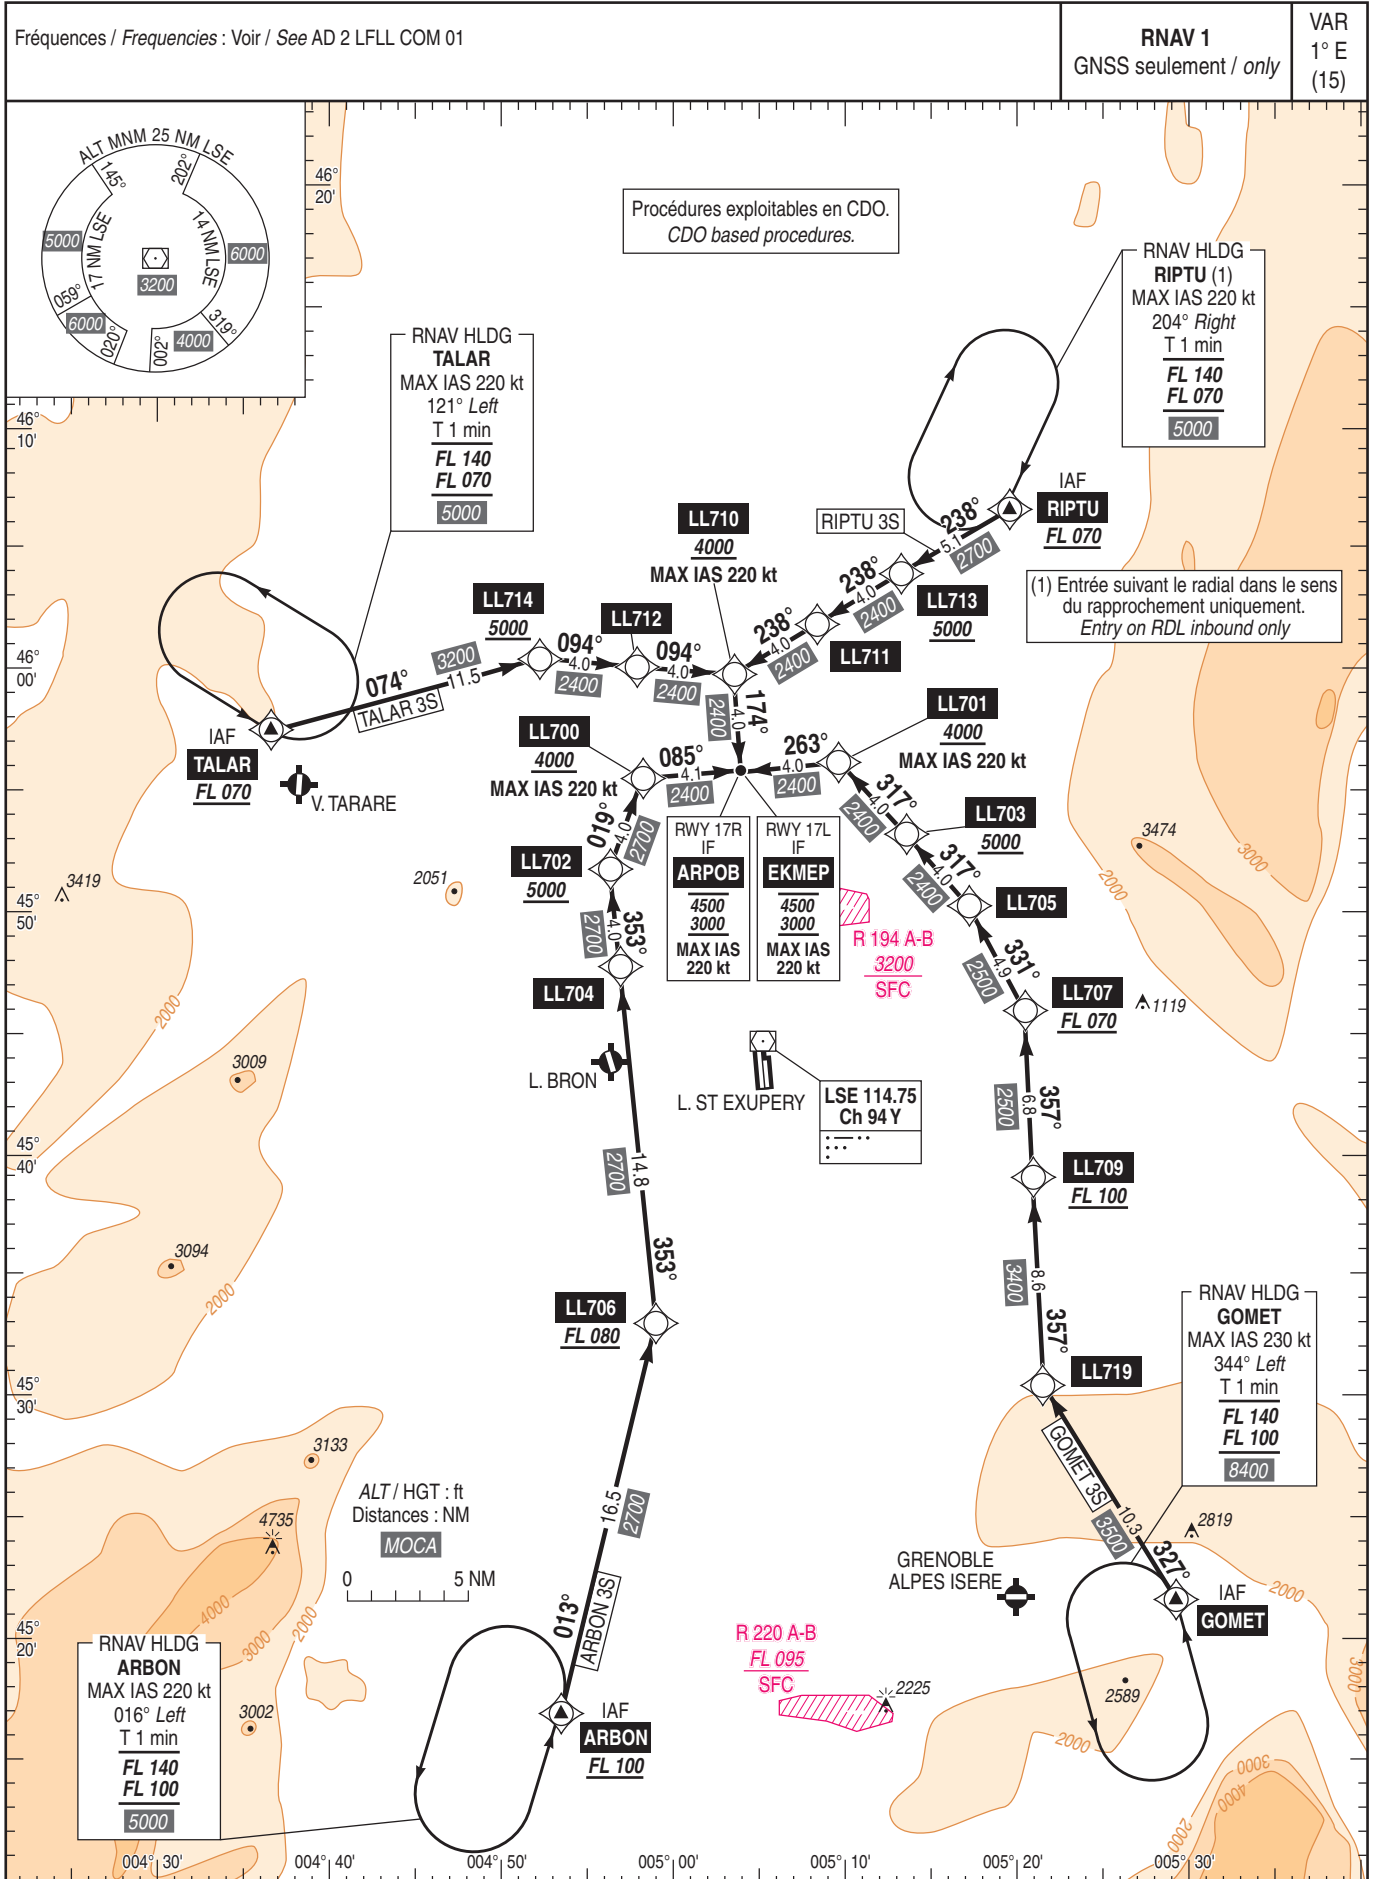 Fréquences / Frequencies : Voir / See AD 2 LFLL COM 01
RNAV 1
GNSS seulement / only
VAR
1° E
(15)
ALT MNM 25 NM LSE
145°
202°
17 NM LSE
14 NM LSE
5000
6000
3200
059°
6000
020°
002°
4000
319°
46°
20'
Procédures exploitables en CDO.
CDO based procedures.
RNAV HLDG
RIPTU (1)
MAX IAS 220 kt
204° Right
T 1 min
FL 140
FL 070
5000
RNAV HLDG
TALAR
MAX IAS 220 kt
121° Left
T 1 min
FL 140
FL 070
5000
46°
10'
IAF
RIPTU
FL 070
RIPTU 3S
238°
5.1
2700
LL710
4000
MAX IAS 220 kt
238°
4.0
2400
LL713
5000
(1) Entrée suivant le radial dans le sens
du rapprochement uniquement.
Entry on RDL inbound only
LL714
5000
LL712
094°
4.0
2400
094°
4.0
2400
238°
4.0
2400
LL711
46°
00'
074°
3200
11.5
TALAR 3S
IAF
TALAR
FL 070
V. TARARE
174°
4.0
2400
LL701
4000
MAX IAS 220 kt
LL700
4000
MAX IAS 220 kt
085°
4.1
2400
263°
4.0
2400
317°
4.0
2400
LL703
5000
019°
4.0
2700
LL702
5000
RWY 17R
IF
ARPOB
4500
3000
MAX IAS
220 kt
RWY 17L
IF
EKMEP
4500
3000
MAX IAS
220 kt
317°
4.0
2400
LL705
3474
3000
2000
3419
2051
45°
50'
R 194 A-B
3200
SFC
353°
4.0
2700
LL704
331°
4.9
2500
LL707
FL 070
1119
2000
3009
L. BRON
L. ST EXUPERY
LSE 114.75
Ch 94 Y
357°
6.8
2500
45°
40'
14.8
2700
LL709
FL 100
3094
2000
353°
8.6
3400
357°
LL706
FL 080
RNAV HLDG
GOMET
MAX IAS 230 kt
344° Left
T 1 min
FL 140
FL 100
8400
45°
30'
LL719
3133
GOMET 3S
10.3
3500
327°
2819
ALT / HGT : ft
Distances : NM
MOCA
0
5 NM
4735
16.5
2700
GRENOBLE
ALPES ISERE
2000
IAF
GOMET
4000
3000
2000
013°
ARBON 3S
45°
20'
RNAV HLDG
ARBON
MAX IAS 220 kt
016° Left
T 1 min
FL 140
FL 100
5000
3002
R 220 A-B
FL 095
SFC
2225
2589
2000
3000
IAF
ARBON
FL 100
3000
4000
2000
004° 30'
004° 40'
004° 50'
005° 00'
005° 10'
005° 20'
005° 30'